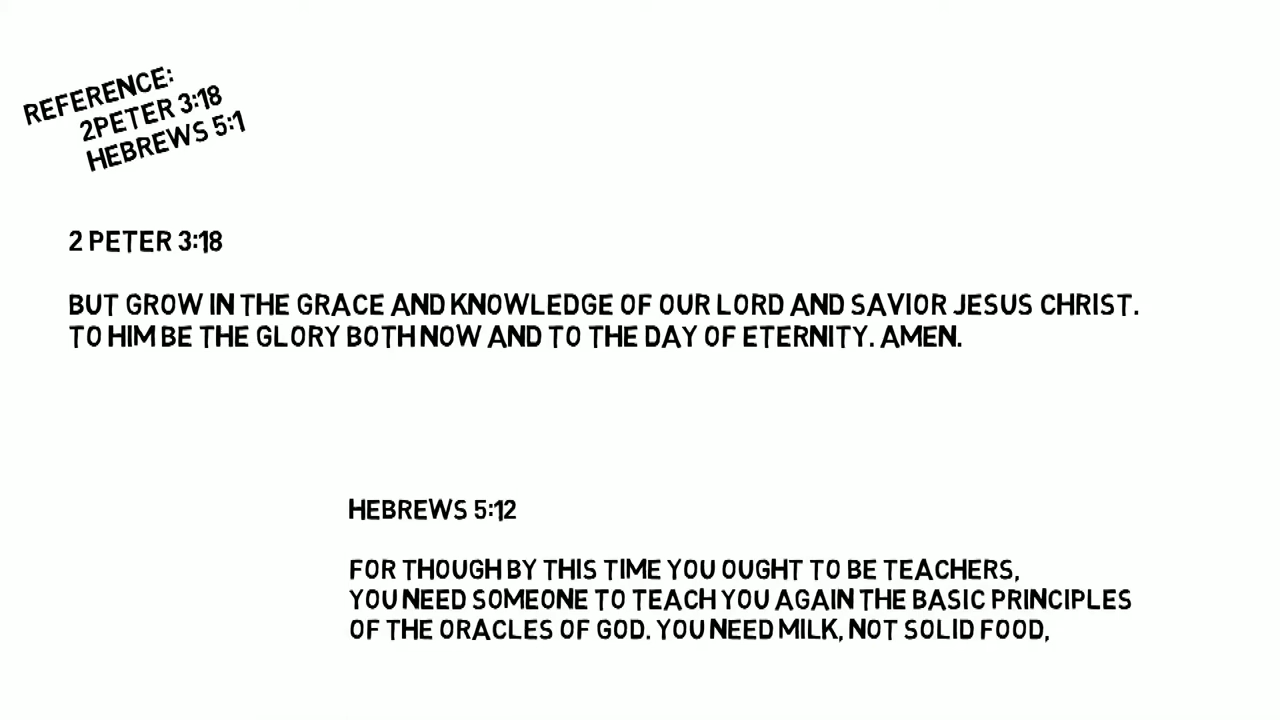 REFERENCE:
2PETER 3:18
HEBREWS 5:1
2 PETER 3:18
BUT GROW IN THE GRACE AND KNOWLEDGE OF OUR LORD AND SAVIOR JESUS CHRIST.
TO HIM BE THE GLORY BOTH NOW AND TO THE DAY OF ETERNITY. AMEN.
HEBREWS 5:12
FOR THOUGH BY THIS TIME YOU OUGHT TO BE TEACHERS,
YOU NEED SOMEONE TO TEACH YOU AGAIN THE BASIC PRINCIPLES
OF THE ORACLES OF GOD. YOU NEED MILK, NOT SOLID FOOD,